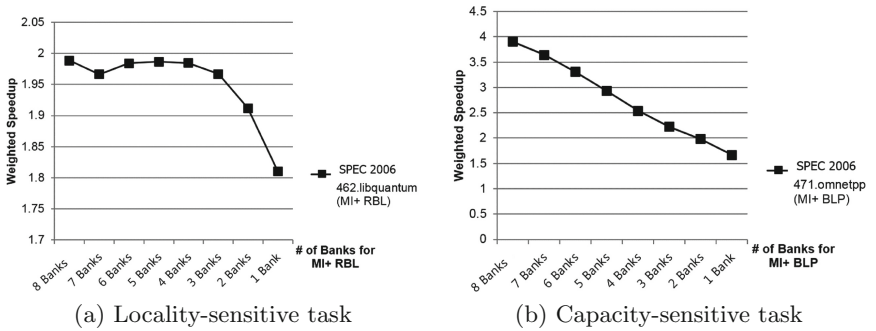 2.05
2
1.95
1.9
1.85
1.8
1.75
1.7
Weighted Speedup
8 Banks
7 Banks
6 Banks
5 Banks
4 Banks
3 Banks
2 Banks
1 Bank
SPEC 2006
462.libquantum
(MI+ RBL)
# of Banks for
MI+ RBL
(a) Locality-sensitive task
4.5
4
3.5
3
2.5
2
1.5
1
0.5
0
Weighted Speedup
8 Banks
7 Banks
6 Banks
5 Banks
4 Banks
3 Banks
2 Banks
1 Bank
SPEC 2006
471.omnetpp
(MI+ BLP)
# of Banks for
MI+ BLP
(b) Capacity-sensitive task